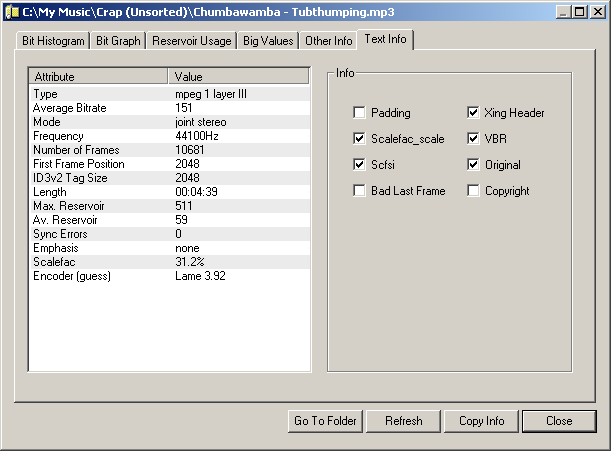 C:\My Music\Crap (Unsorted)\Chumbawamba - Tubthumping.mp3
Bit Histogram Bit Graph Reservoir Usage Big Values Other Info Text Info
Attribute Value
Type mpeg 1 layer III
Average Bitrate 151
Mode joint stereo
Frequency 44100Hz
Number of Frames 10681
First Frame Position 2048
ID3v2 Tag Size 2048
Length 00:04:39
Max. Reservoir 511
Av. Reservoir 59
Sync Errors 0
Emphasis none
Scalefac 31.2%
Encoder (guess) Lame 3.92
Info
Padding Xing Header
Scalefac_scale VBR
Scfsi Original
Bad Last Frame Copyright
Go To Folder Refresh Copy Info Close